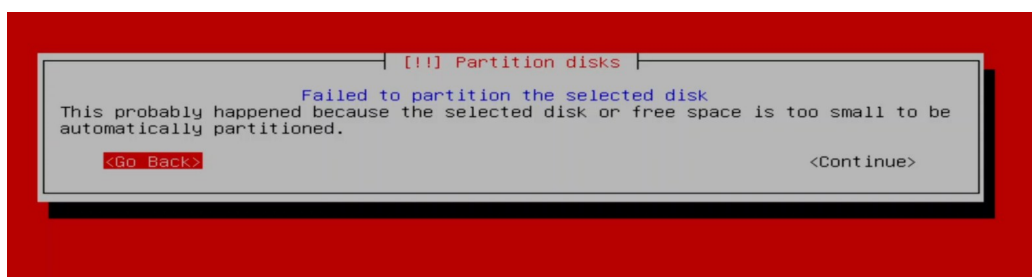 [!!] Partition disks
Failed to partition the selected disk
This probably happened because the selected disk or free space is too small to be
automatically partitioned.
<Go Back> <Continue>